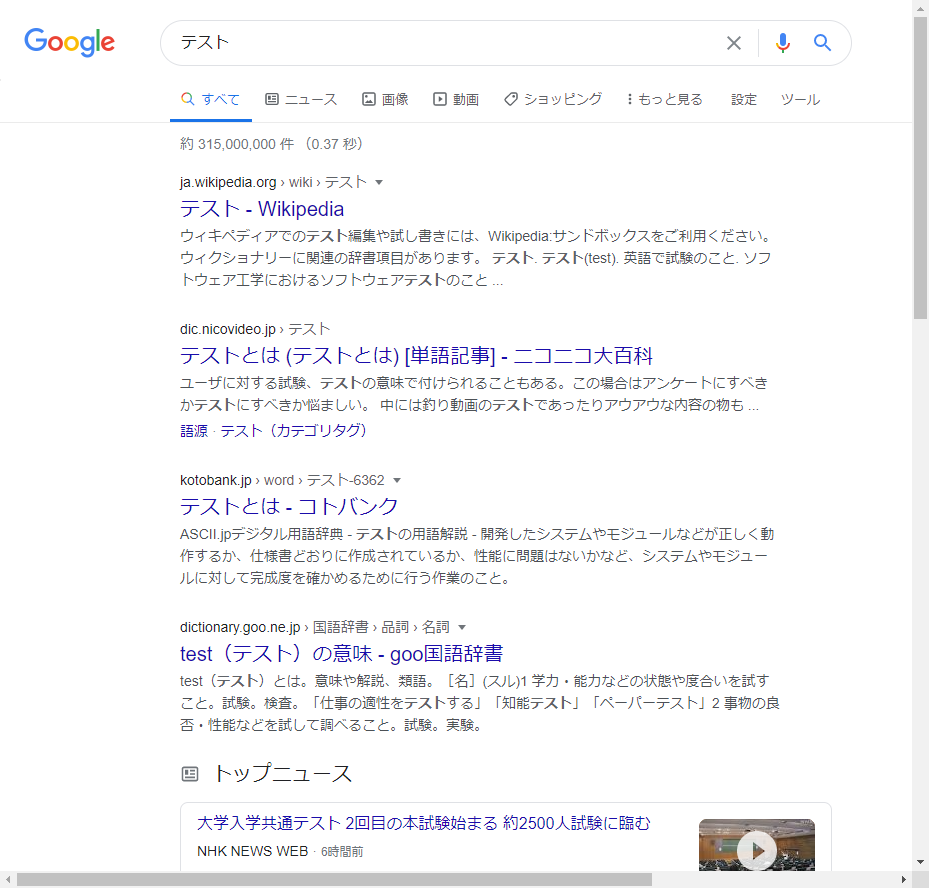 Google
テスト
すべて ニュース 画像 動画 ショッピング もっと見る 設定 ツール
約 315,000,000 件 （0.37 秒）
ja.wikipedia.org › wiki › テスト
テスト - Wikipedia
ウィキペディアでのテスト編集や試し書きには、Wikipedia:サンドボックスをご利用ください。
ウィクショナリーに関連の辞書項目があります。 テスト. テスト(test). 英語で試験のこと. ソフ
トウェア工学におけるソフトウェアテストのこと ...
dic.nicovideo.jp › テスト
テストとは (テストとは) [単語記事] - ニコニコ大百科
ユーザに対する試験、テストの意味で付けられることもある。この場合はアンケートにすべき
かテストにすべきか悩ましい。 中には釣り動画のテストであったりアウアウな内容の物も ...
語源 · テスト（カテゴリタグ）
kotobank.jp › word › テスト-6362
テストとは - コトバンク
ASCII.jpデジタル用語辞典 - テストの用語解説 - 開発したシステムやモジュールなどが正しく動
作するか、仕様書どおりに作成されているか、性能に問題はないかなど、システムやモジュー
ルに対して完成度を確かめるために行う作業のこと。
dictionary.goo.ne.jp › 国語辞書 › 品詞 › 名詞
test（テスト）の意味 - goo国語辞書
test（テスト）とは。意味や解説、類語。［名］(スル)1 学力・能力などの状態や度合いを試す
こと。試験。検査。「仕事の適性をテストする」「知能テスト」「ペーパーテスト」2 事物の良
否・性能などを試して調べること。試験。実験。
トップニュース
大学入学共通テスト 2回目の本試験始まる 約2500人試験に臨む
NHK NEWS WEB · 6時間前